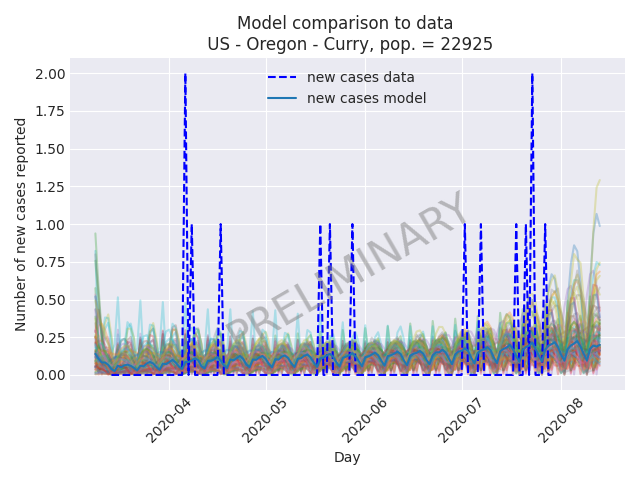 Model comparison to data
US - Oregon - Curry, pop. = 22925
new cases data
new cases model
Number of new cases reported
2.00
1.75
1.50
1.25
1.00
0.75
0.50
0.25
0.00
PRELIMINARY
2020-04
2020-05
2020-06
2020-07
2020-08
Day